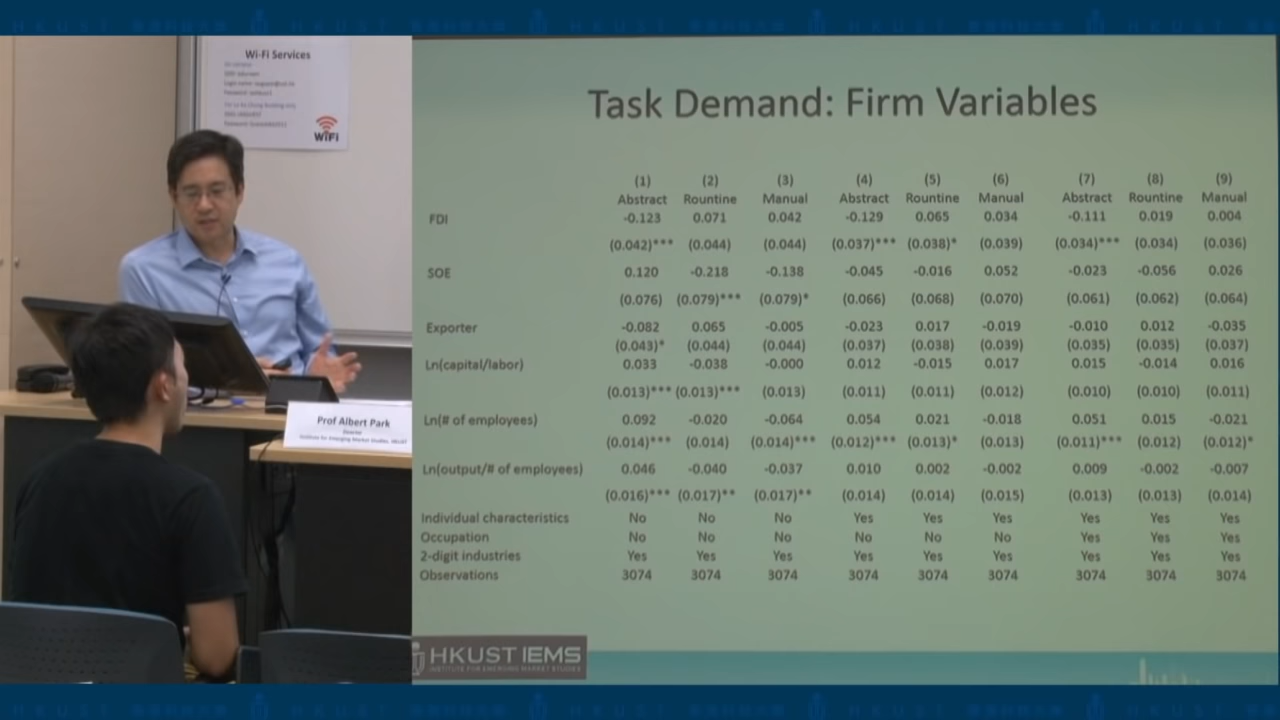 Wi-Fi Services
WiFi
Prof Albert Park
Director
Institute for Emerging Market Studies, HKUST
Task Demand: Firm Variables
(1) (2) (3) (4) (5) (6) (7) (8) (9)
Abstract Rountine Manual Abstract Rountine Manual Abstract Rountine Manual
FDI -0.123 0.071 0.042 -0.129 0.065 0.034 -0.111 0.019 0.004
(0.042)*** (0.044) (0.044) (0.037)*** (0.038)* (0.039) (0.034)*** (0.034) (0.036)
SOE 0.120 -0.218 -0.138 -0.045 -0.016 0.052 -0.023 -0.056 0.026
(0.076) (0.079)*** (0.079)* (0.066) (0.068) (0.070) (0.061) (0.062) (0.064)
Exporter -0.082 0.065 -0.005 -0.023 0.017 -0.019 -0.010 0.012 -0.035
(0.043)* (0.044) (0.044) (0.037) (0.038) (0.039) (0.035) (0.035) (0.037)
Ln(capital/labor) 0.033 -0.038 -0.000 0.012 -0.015 0.017 0.015 -0.014 0.016
(0.013)*** (0.013)*** (0.013) (0.011) (0.011) (0.012) (0.010) (0.010) (0.011)
Ln(# of employees) 0.092 -0.020 -0.064 0.054 0.021 -0.018 0.051 0.015 -0.021
(0.014)*** (0.014) (0.014)*** (0.012)*** (0.013)* (0.013) (0.011)*** (0.012) (0.012)*
Ln(output/# of employees) 0.046 -0.040 -0.037 0.010 0.002 -0.002 0.009 -0.002 -0.007
(0.016)*** (0.017)** (0.017)** (0.014) (0.014) (0.015) (0.013) (0.013) (0.014)
Individual characteristics No No No Yes Yes Yes Yes Yes Yes
Occupation No No No No No No Yes Yes Yes
2-digit industries Yes Yes Yes Yes Yes Yes Yes Yes Yes
Observations 3074 3074 3074 3074 3074 3074 3074 3074 3074
HKUST IEMS
INSTITUTE FOR EMERGING MARKET STUDIES